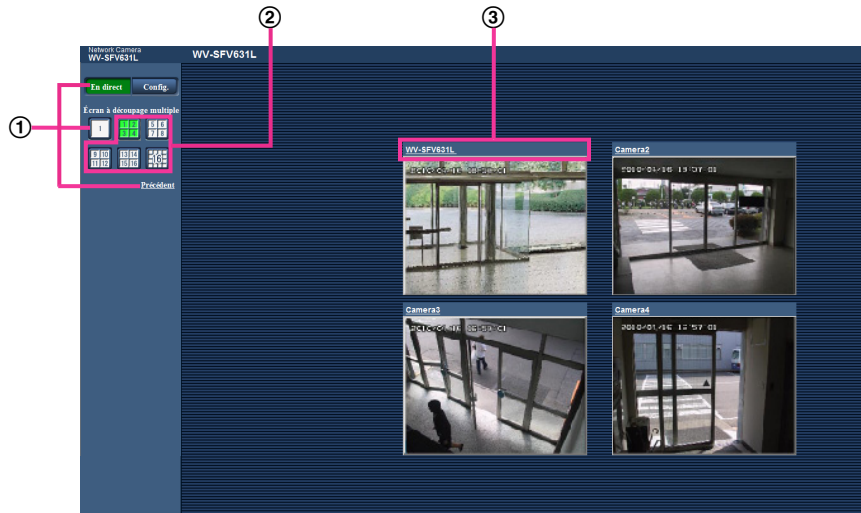 ② ③
Network Camera
WV-SFV631L
WV-SFV631L
En direct Config.
①
Écran à découpage multiple
1
1 2 3 4
5 6 7 8
9 10 11 12
13 14 15 16
16
Précédent
WV-SFV631L
Camera2
Camera3
Camera4